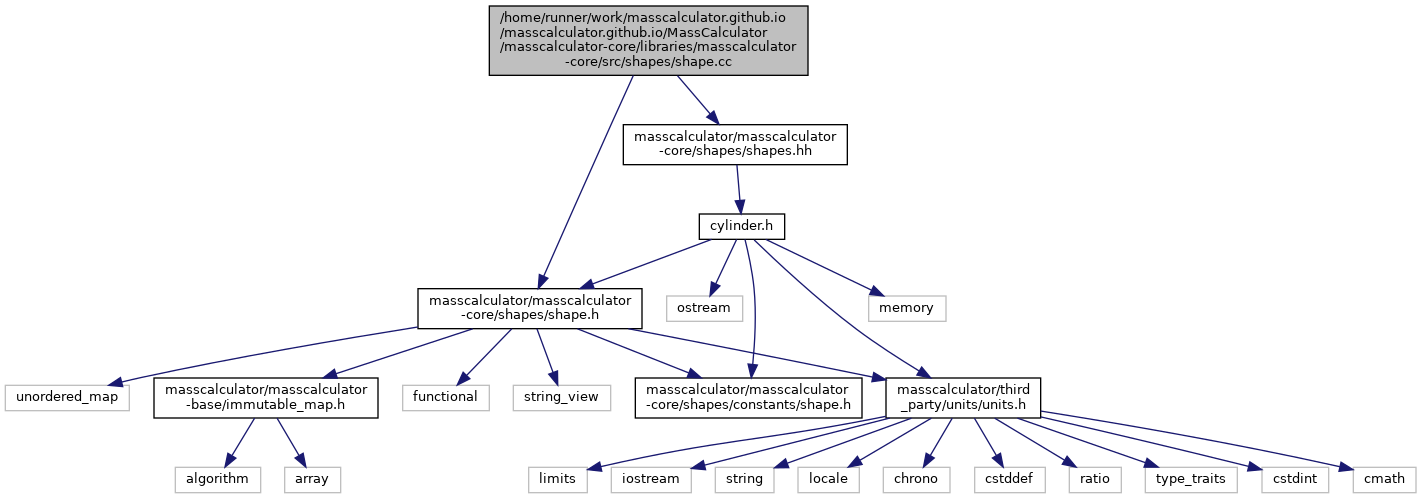 /home/runner/work/masscalculator.github.io
/masscalculator.github.io/MassCalculator
/masscalculator-core/libraries/masscalculator
-core/src/shapes/shape.cc
masscalculator/masscalculator
-core/shapes/shapes.hh
cylinder.h
masscalculator/masscalculator
-core/shapes/shape.h
ostream
memory
unordered_map
masscalculator/masscalculator
-base/immutable_map.h
functional
string_view
masscalculator/masscalculator
-core/shapes/constants/shape.h
masscalculator/third
_party/units/units.h
algorithm
array
limits
iostream
string
locale
chrono
cstddef
ratio
type_traits
cstdint
cmath